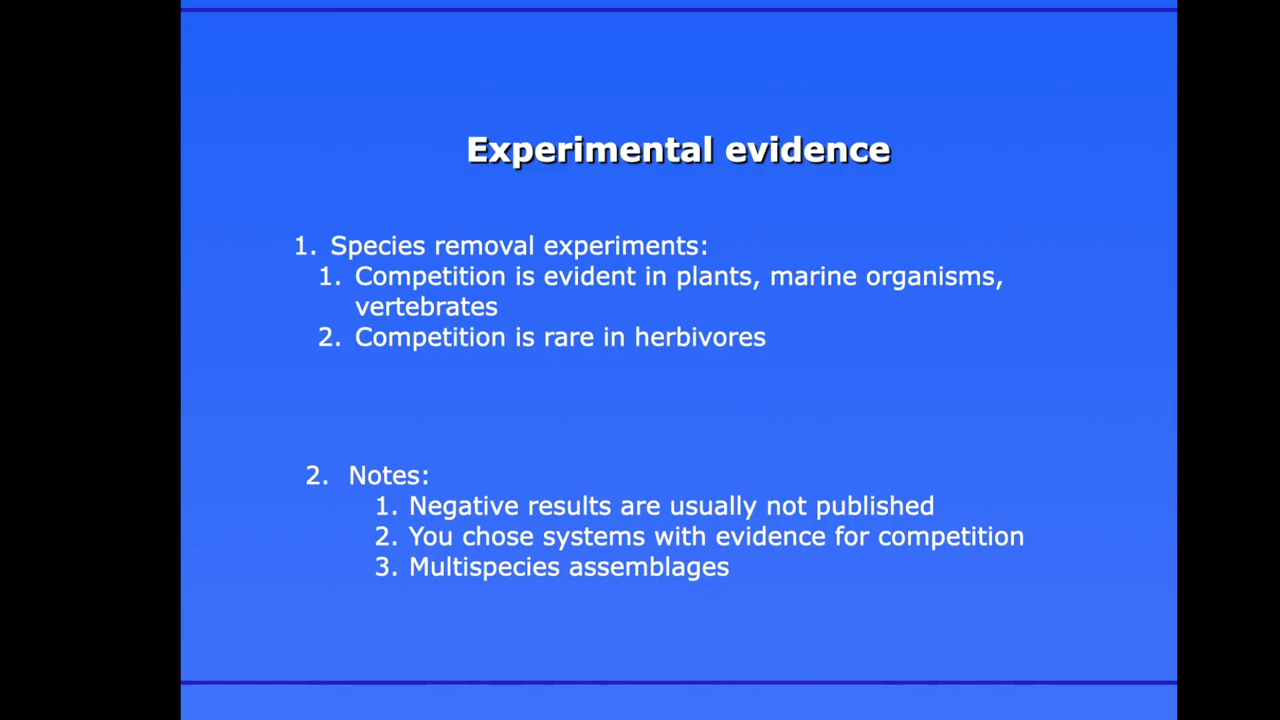 Experimental evidence
1. Species removal experiments:
1. Competition is evident in plants, marine organisms,
vertebrates
2. Competition is rare in herbivores
2. Notes:
1. Negative results are usually not published
2. You chose systems with evidence for competition
3. Multispecies assemblages